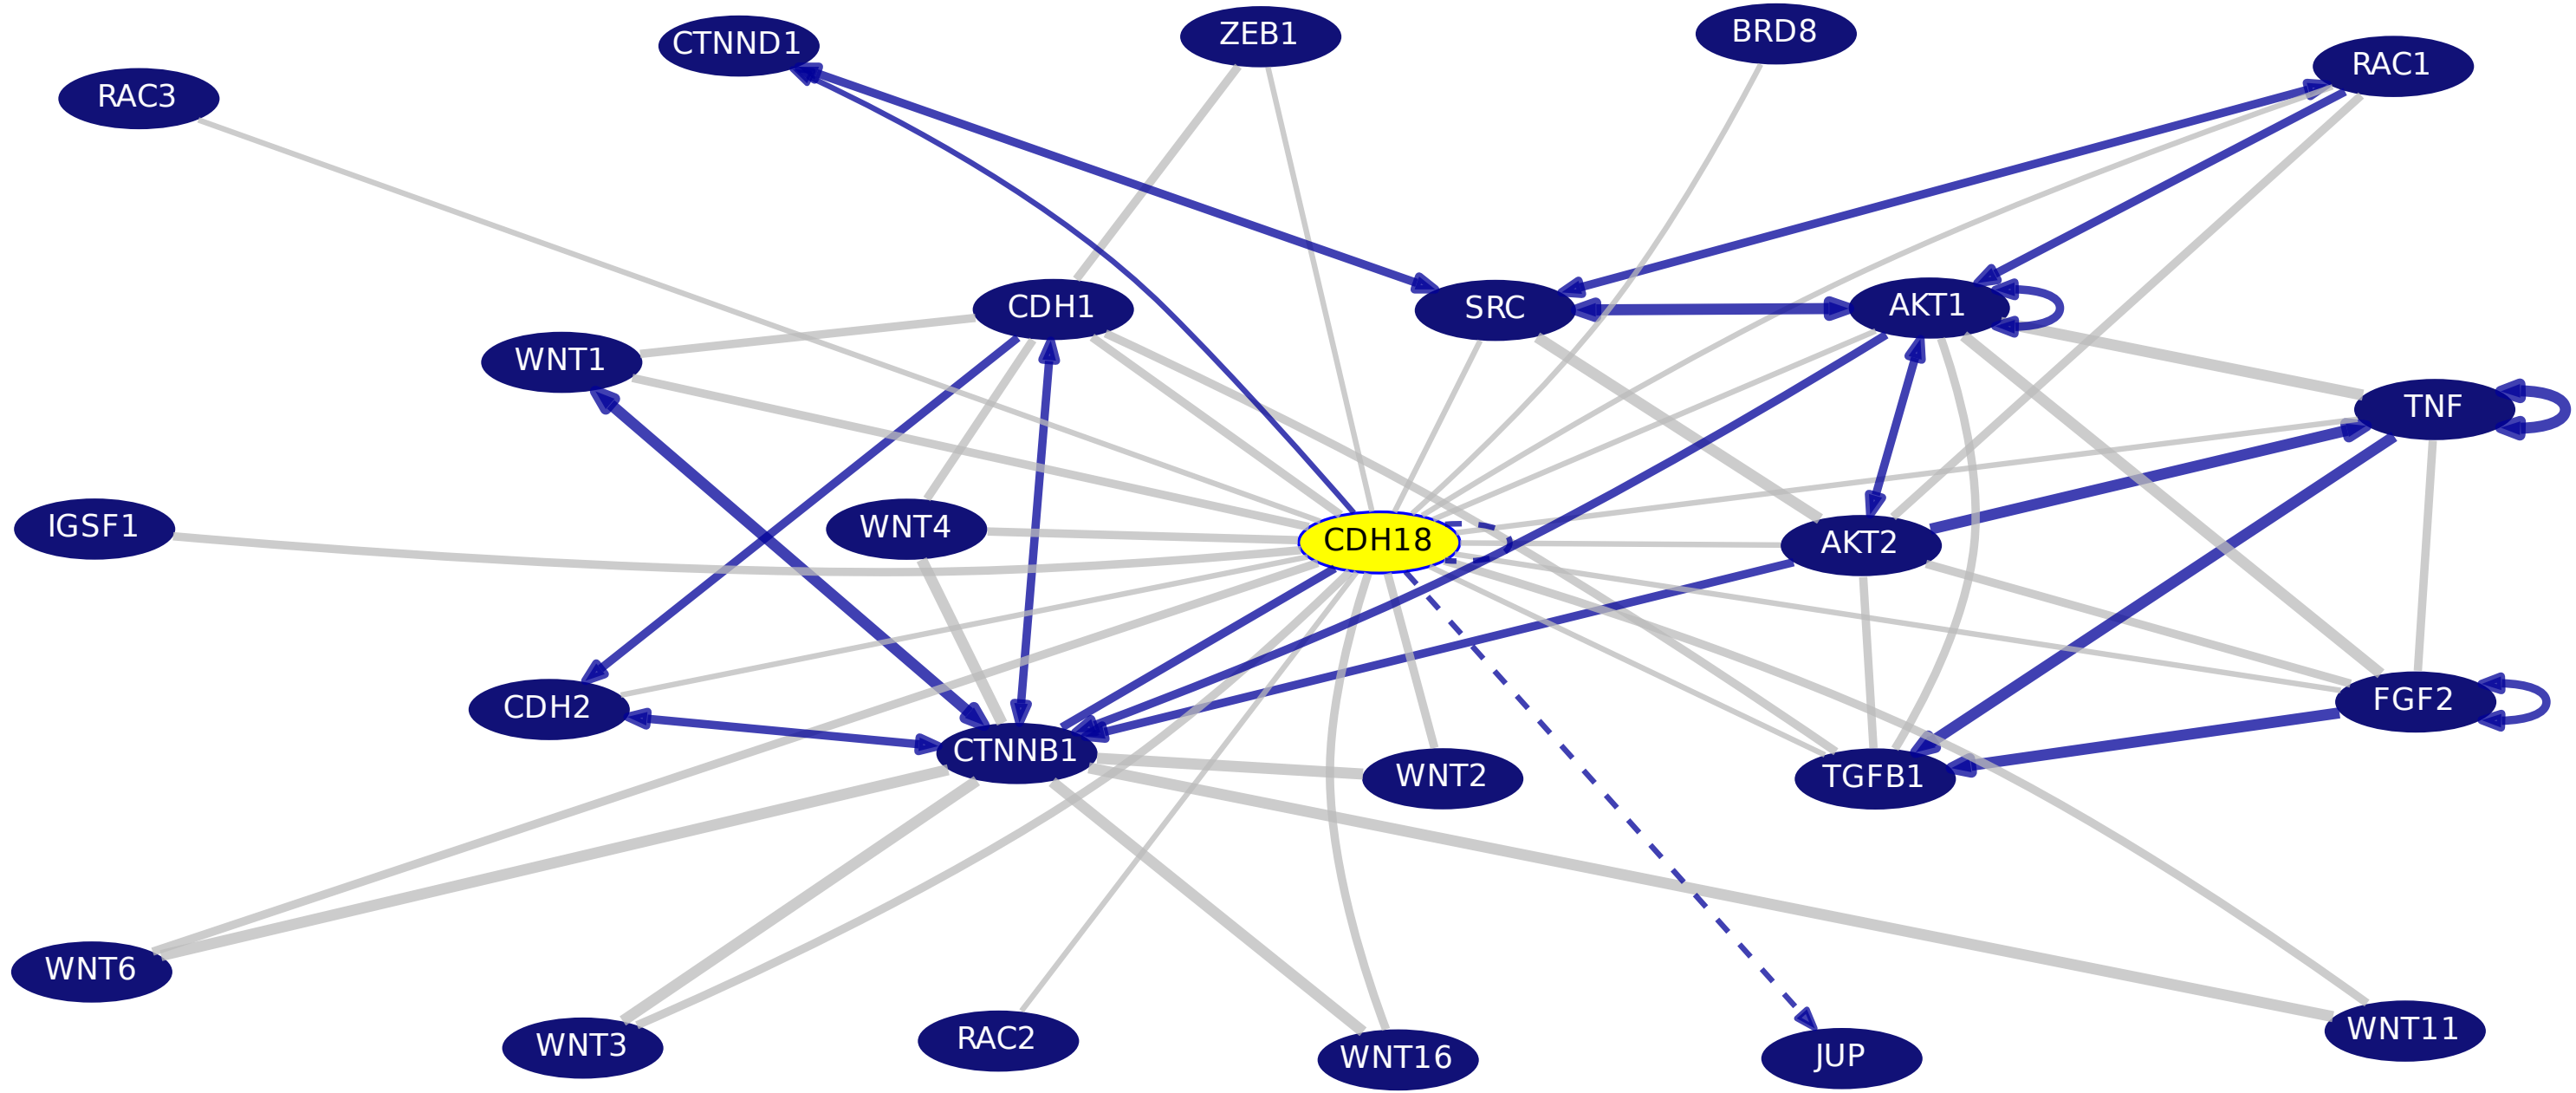 CTNND1
ZEB1
BRD8
RAC1
RAC3
CDH1
SRC
AKT1
WNT1
TNF
IGSF1
WNT4
CDH18
AKT2
CDH2
FGF2
CTNNB1
WNT2
TGFB1
WNT6
WNT3
RAC2
WNT16
JUP
WNT11